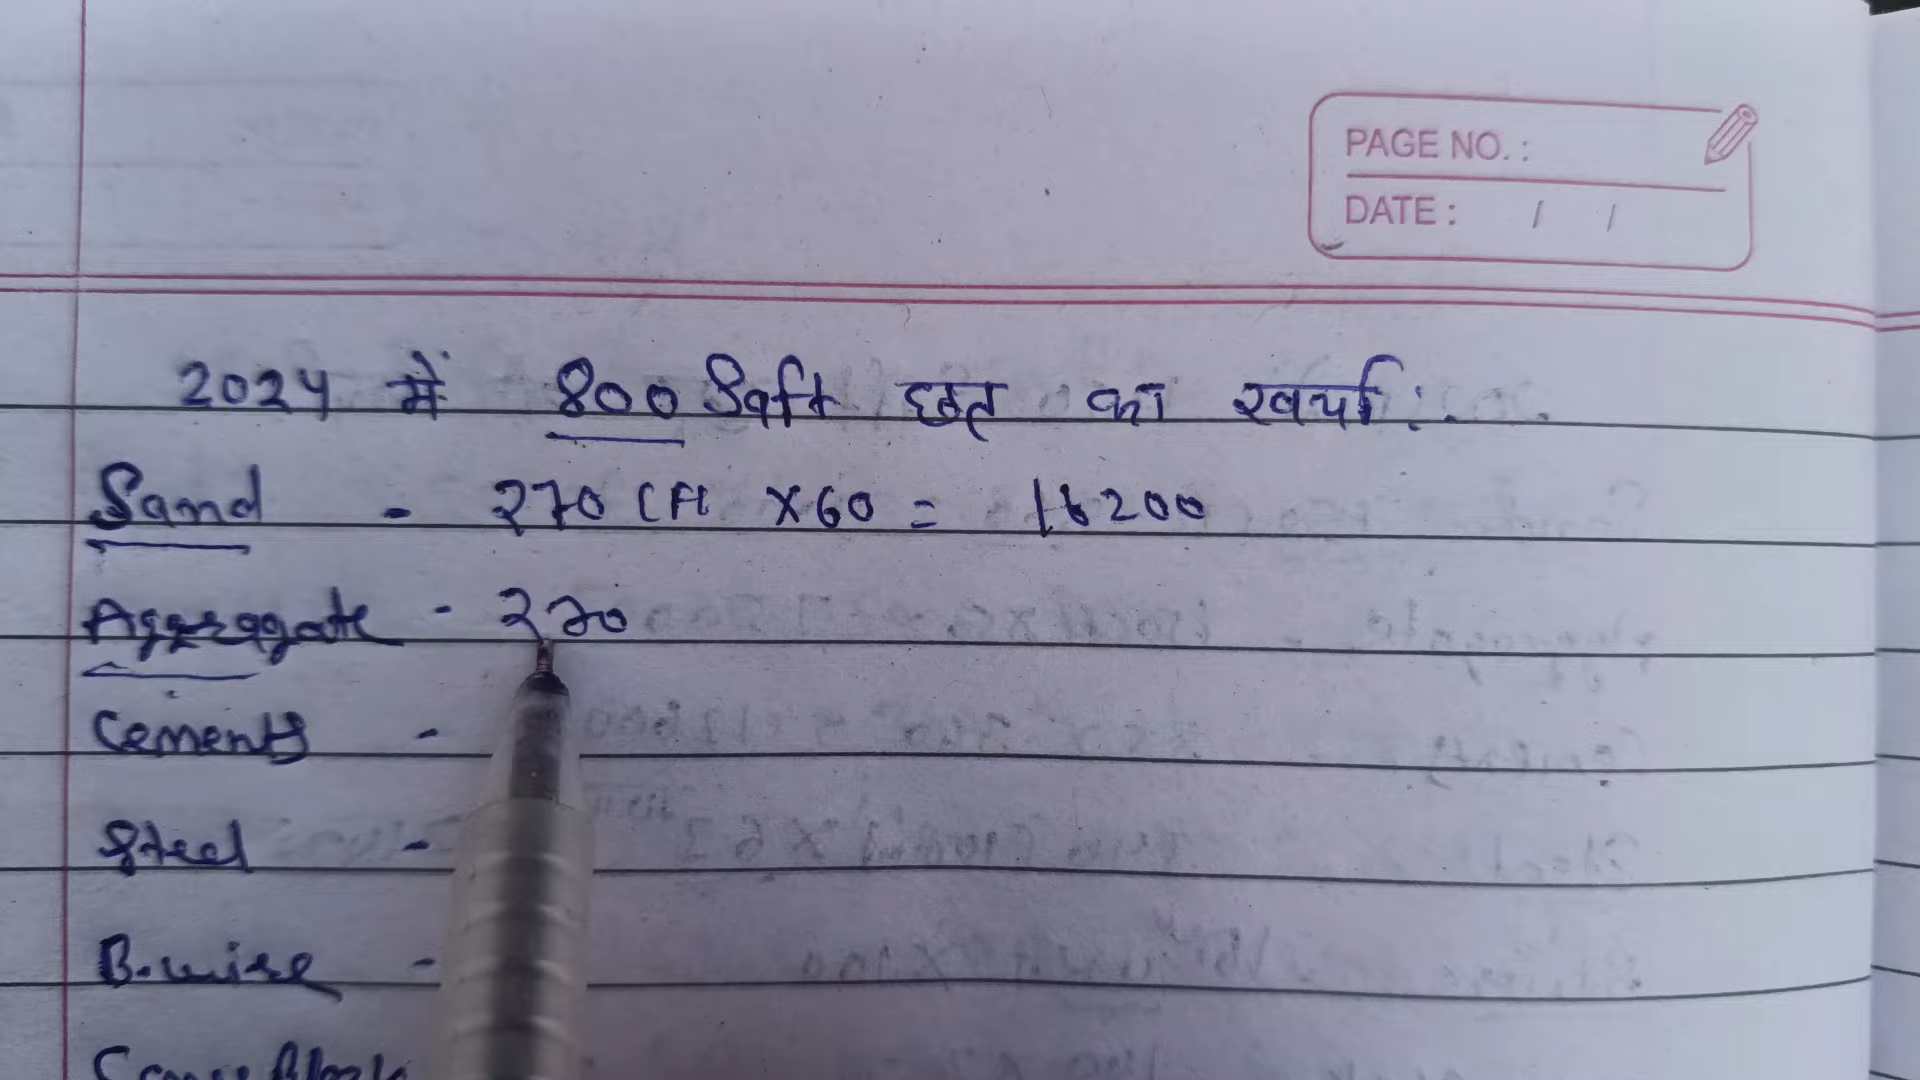 PAGE NO. :
DATE : / /
2024 में 800 Sqft छत का खर्चा :
Sand - 270 CFt X60 = 16200
Aggregate - 270
Cements -
Steel -
B.wire -